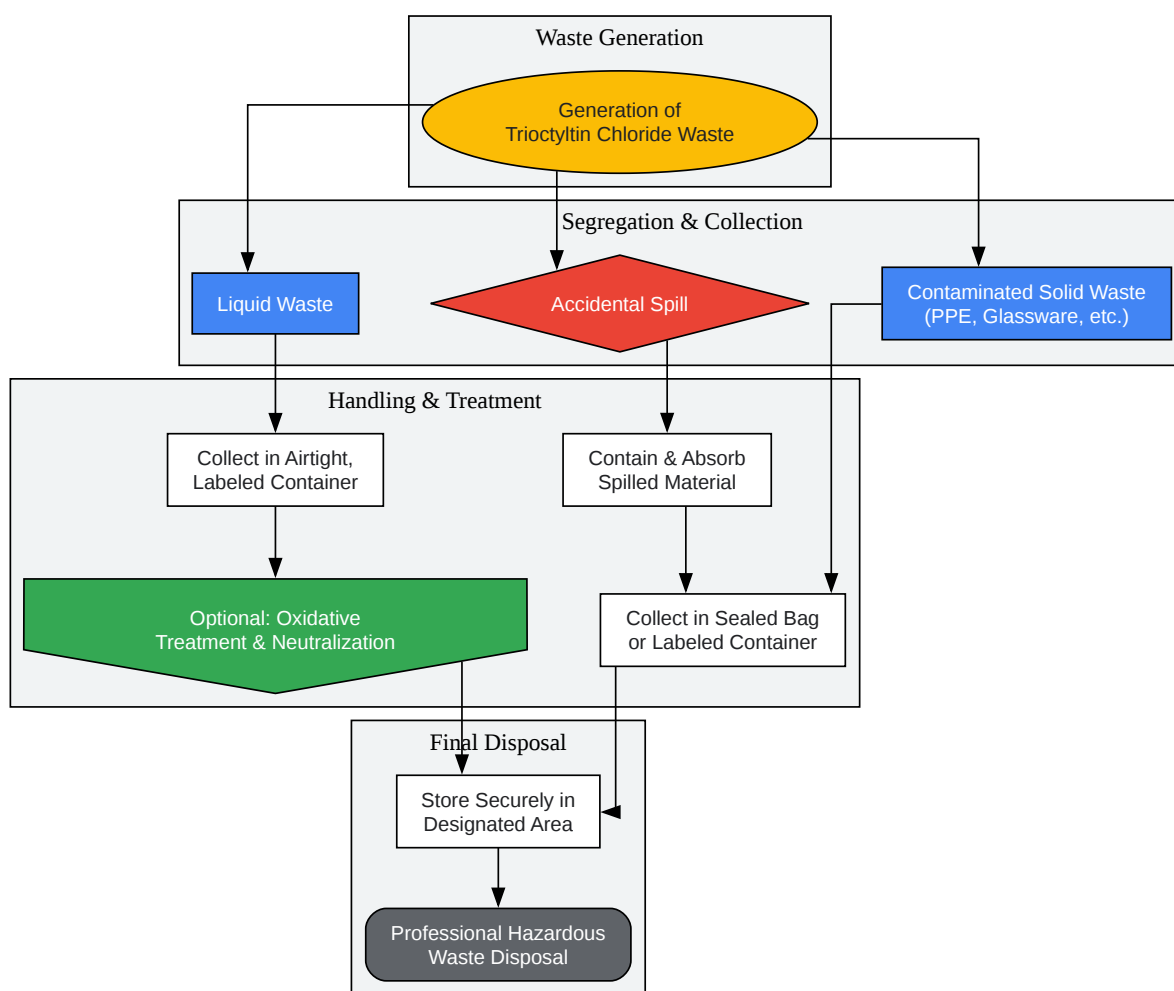 Waste Generation
Generation of
Trioctyltin Chloride Waste
Segregation & Collection
Liquid Waste
Accidental Spill
Contaminated Solid Waste
(PPE, Glassware, etc.)
Handling & Treatment
Collect in Airtight,
Labeled Container
Contain & Absorb
Spilled Material
Optional: Oxidative
Treatment & Neutralization
Collect in Sealed Bag
or Labeled Container
Final Disposal
Store Securely in
Designated Area
Professional Hazardous
Waste Disposal